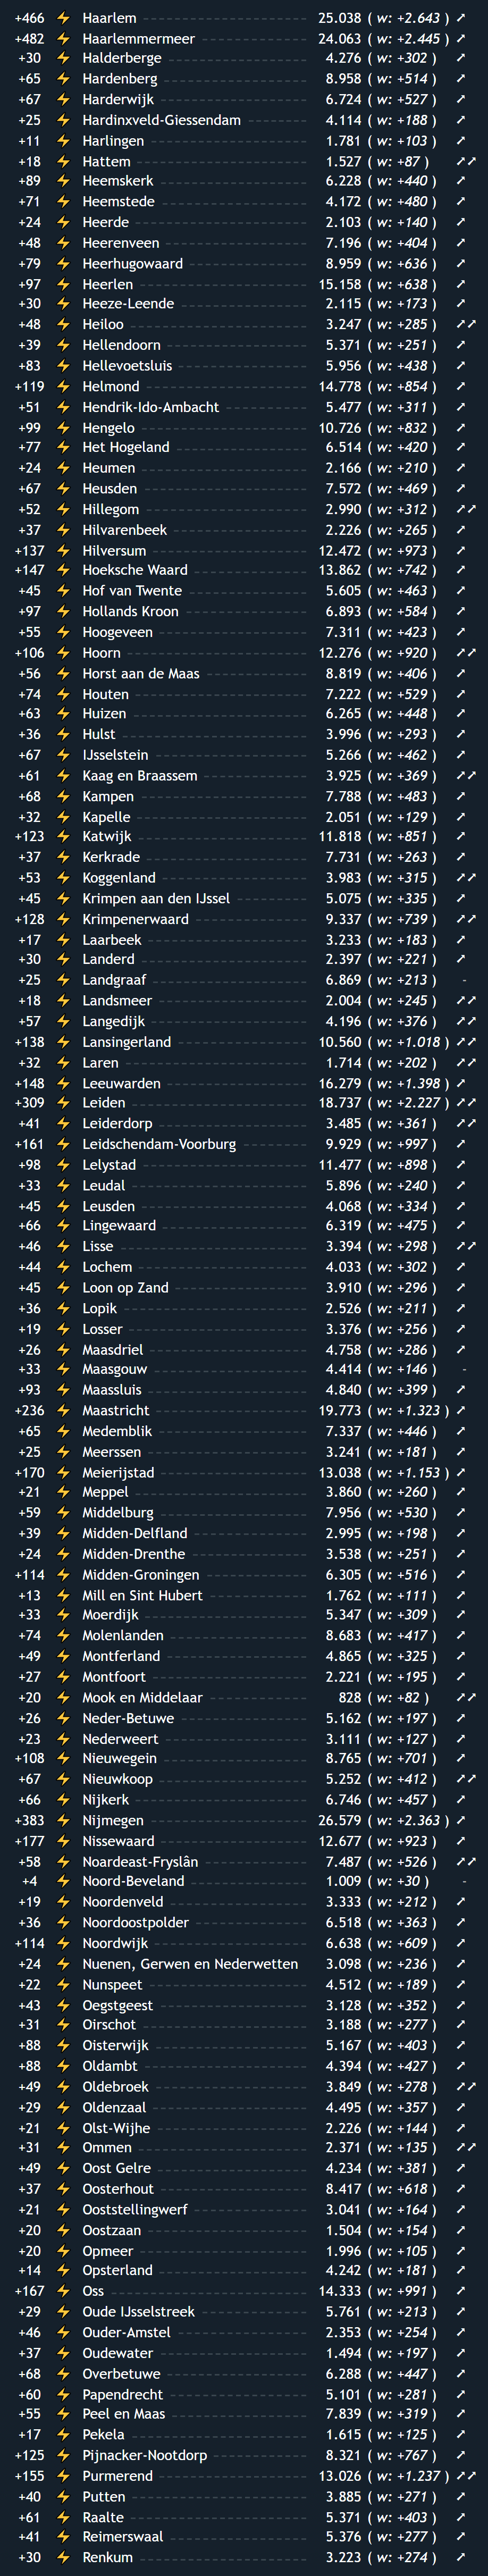 +466 ⚡ Haarlem 25.038 ( w: +2.643 ) ➚
+482 ⚡ Haarlemmermeer 24.063 ( w: +2.445 ) ➚
+30 ⚡ Halderberge 4.276 ( w: +302 ) ➚
+65 ⚡ Hardenberg 8.958 ( w: +514 ) ➚
+67 ⚡ Harderwijk 6.724 ( w: +527 ) ➚
+25 ⚡ Hardinxveld-Giessendam 4.114 ( w: +188 ) ➚
+11 ⚡ Harlingen 1.781 ( w: +103 ) ➚
+18 ⚡ Hattem 1.527 ( w: +87 ) ➚➚
+89 ⚡ Heemskerk 6.228 ( w: +440 ) ➚
+71 ⚡ Heemstede 4.172 ( w: +480 ) ➚
+24 ⚡ Heerde 2.103 ( w: +140 ) ➚
+48 ⚡ Heerenveen 7.196 ( w: +404 ) ➚
+79 ⚡ Heerhugowaard 8.959 ( w: +636 ) ➚
+97 ⚡ Heerlen 15.158 ( w: +638 ) ➚
+30 ⚡ Heeze-Leende 2.115 ( w: +173 ) ➚
+48 ⚡ Heiloo 3.247 ( w: +285 ) ➚➚
+39 ⚡ Hellendoorn 5.371 ( w: +251 ) ➚
+83 ⚡ Hellevoetsluis 5.956 ( w: +438 ) ➚
+119 ⚡ Helmond 14.778 ( w: +854 ) ➚
+51 ⚡ Hendrik-Ido-Ambacht 5.477 ( w: +311 ) ➚
+99 ⚡ Hengelo 10.726 ( w: +832 ) ➚
+77 ⚡ Het Hogeland 6.514 ( w: +420 ) ➚
+24 ⚡ Heumen 2.166 ( w: +210 ) ➚
+67 ⚡ Heusden 7.572 ( w: +469 ) ➚
+52 ⚡ Hillegom 2.990 ( w: +312 ) ➚➚
+37 ⚡ Hilvarenbeek 2.226 ( w: +265 ) ➚
+137 ⚡ Hilversum 12.472 ( w: +973 ) ➚
+147 ⚡ Hoeksche Waard 13.862 ( w: +742 ) ➚
+45 ⚡ Hof van Twente 5.605 ( w: +463 ) ➚
+97 ⚡ Hollands Kroon 6.893 ( w: +584 ) ➚
+55 ⚡ Hoogeveen 7.311 ( w: +423 ) ➚
+106 ⚡ Hoorn 12.276 ( w: +920 ) ➚➚
+56 ⚡ Horst aan de Maas 8.819 ( w: +406 ) ➚
+74 ⚡ Houten 7.222 ( w: +529 ) ➚
+63 ⚡ Huizen 6.265 ( w: +448 ) ➚
+36 ⚡ Hulst 3.996 ( w: +293 ) ➚
+67 ⚡ IJsselstein 5.266 ( w: +462 ) ➚
+61 ⚡ Kaag en Braassem 3.925 ( w: +369 ) ➚➚
+68 ⚡ Kampen 7.788 ( w: +483 ) ➚
+32 ⚡ Kapelle 2.051 ( w: +129 ) ➚
+123 ⚡ Katwijk 11.818 ( w: +851 ) ➚
+37 ⚡ Kerkrade 7.731 ( w: +263 ) ➚
+53 ⚡ Koggenland 3.983 ( w: +315 ) ➚➚
+45 ⚡ Krimpen aan den IJssel 5.075 ( w: +335 ) ➚
+128 ⚡ Krimpenerwaard 9.337 ( w: +739 ) ➚➚
+17 ⚡ Laarbeek 3.233 ( w: +183 ) ➚
+30 ⚡ Landerd 2.397 ( w: +221 ) ➚
+25 ⚡ Landgraaf 6.869 ( w: +213 ) -
+18 ⚡ Landsmeer 2.004 ( w: +245 ) ➚➚
+57 ⚡ Langedijk 4.196 ( w: +376 ) ➚➚
+138 ⚡ Lansingerland 10.560 ( w: +1.018 ) ➚➚
+32 ⚡ Laren 1.714 ( w: +202 ) ➚➚
+148 ⚡ Leeuwarden 16.279 ( w: +1.398 ) ➚
+309 ⚡ Leiden 18.737 ( w: +2.227 ) ➚➚
+41 ⚡ Leiderdorp 3.485 ( w: +361 ) ➚➚
+161 ⚡ Leidschendam-Voorburg 9.929 ( w: +997 ) ➚
+98 ⚡ Lelystad 11.477 ( w: +898 ) ➚
+33 ⚡ Leudal 5.896 ( w: +240 ) ➚
+45 ⚡ Leusden 4.068 ( w: +334 ) ➚
+66 ⚡ Lingewaard 6.319 ( w: +475 ) ➚
+46 ⚡ Lisse 3.394 ( w: +298 ) ➚➚
+44 ⚡ Lochem 4.033 ( w: +302 ) ➚
+45 ⚡ Loon op Zand 3.910 ( w: +296 ) ➚
+36 ⚡ Lopik 2.526 ( w: +211 ) ➚
+19 ⚡ Losser 3.376 ( w: +256 ) ➚
+26 ⚡ Maasdriel 4.758 ( w: +286 ) ➚
+33 ⚡ Maasgouw 4.414 ( w: +146 ) -
+93 ⚡ Maassluis 4.840 ( w: +399 ) ➚
+236 ⚡ Maastricht 19.773 ( w: +1.323 ) ➚
+65 ⚡ Medemblik 7.337 ( w: +446 ) ➚
+25 ⚡ Meerssen 3.241 ( w: +181 ) ➚
+170 ⚡ Meierijstad 13.038 ( w: +1.153 ) ➚
+21 ⚡ Meppel 3.860 ( w: +260 ) ➚
+59 ⚡ Middelburg 7.956 ( w: +530 ) ➚
+39 ⚡ Midden-Delfland 2.995 ( w: +198 ) ➚
+24 ⚡ Midden-Drenthe 3.538 ( w: +251 ) ➚
+114 ⚡ Midden-Groningen 6.305 ( w: +516 ) ➚
+13 ⚡ Mill en Sint Hubert 1.762 ( w: +111 ) ➚
+33 ⚡ Moerdijk 5.347 ( w: +309 ) ➚
+74 ⚡ Molenlanden 8.683 ( w: +417 ) ➚
+49 ⚡ Montferland 4.865 ( w: +325 ) ➚
+27 ⚡ Montfoort 2.221 ( w: +195 ) ➚
+20 ⚡ Mook en Middelaar 828 ( w: +82 ) ➚➚
+26 ⚡ Neder-Betuwe 5.162 ( w: +197 ) ➚
+23 ⚡ Nederweert 3.111 ( w: +127 ) ➚
+108 ⚡ Nieuwegein 8.765 ( w: +701 ) ➚
+67 ⚡ Nieuwkoop 5.252 ( w: +412 ) ➚➚
+66 ⚡ Nijkerk 6.746 ( w: +457 ) ➚
+383 ⚡ Nijmegen 26.579 ( w: +2.363 ) ➚
+177 ⚡ Nissewaard 12.677 ( w: +923 ) ➚
+58 ⚡ Noardeast-Fryslân 7.487 ( w: +526 ) ➚➚
+4 ⚡ Noord-Beveland 1.009 ( w: +30 ) -
+19 ⚡ Noordenveld 3.333 ( w: +212 ) ➚
+36 ⚡ Noordoostpolder 6.518 ( w: +363 ) ➚
+114 ⚡ Noordwijk 6.638 ( w: +609 ) ➚
+24 ⚡ Nuenen, Gerwen en Nederwetten 3.098 ( w: +236 ) ➚
+22 ⚡ Nunspeet 4.512 ( w: +189 ) ➚
+43 ⚡ Oegstgeest 3.128 ( w: +352 ) ➚
+31 ⚡ Oirschot 3.188 ( w: +277 ) ➚
+88 ⚡ Oisterwijk 5.167 ( w: +403 ) ➚
+88 ⚡ Oldambt 4.394 ( w: +427 ) ➚
+49 ⚡ Oldebroek 3.849 ( w: +278 ) ➚➚
+29 ⚡ Oldenzaal 4.495 ( w: +357 ) ➚
+21 ⚡ Olst-Wijhe 2.226 ( w: +144 ) ➚
+31 ⚡ Ommen 2.371 ( w: +135 ) ➚➚
+49 ⚡ Oost Gelre 4.234 ( w: +381 ) ➚
+37 ⚡ Oosterhout 8.417 ( w: +618 ) ➚
+21 ⚡ Ooststellingwerf 3.041 ( w: +164 ) ➚
+20 ⚡ Oostzaan 1.504 ( w: +154 ) ➚
+20 ⚡ Opmeer 1.996 ( w: +105 ) ➚
+14 ⚡ Opsterland 4.242 ( w: +181 ) ➚
+167 ⚡ Oss 14.333 ( w: +991 ) ➚
+29 ⚡ Oude IJsselstreek 5.761 ( w: +213 ) ➚
+46 ⚡ Ouder-Amstel 2.353 ( w: +254 ) ➚
+37 ⚡ Oudewater 1.494 ( w: +197 ) ➚
+68 ⚡ Overbetuwe 6.288 ( w: +447 ) ➚
+60 ⚡ Papendrecht 5.101 ( w: +281 ) ➚
+55 ⚡ Peel en Maas 7.839 ( w: +319 ) ➚
+17 ⚡ Pekela 1.615 ( w: +125 ) ➚
+125 ⚡ Pijnacker-Nootdorp 8.321 ( w: +767 ) ➚
+155 ⚡ Purmerend 13.026 ( w: +1.237 ) ➚➚
+40 ⚡ Putten 3.885 ( w: +271 ) ➚
+61 ⚡ Raalte 5.371 ( w: +403 ) ➚
+41 ⚡ Reimerswaal 5.376 ( w: +277 ) ➚
+30 ⚡ Renkum 3.223 ( w: +274 ) ➚